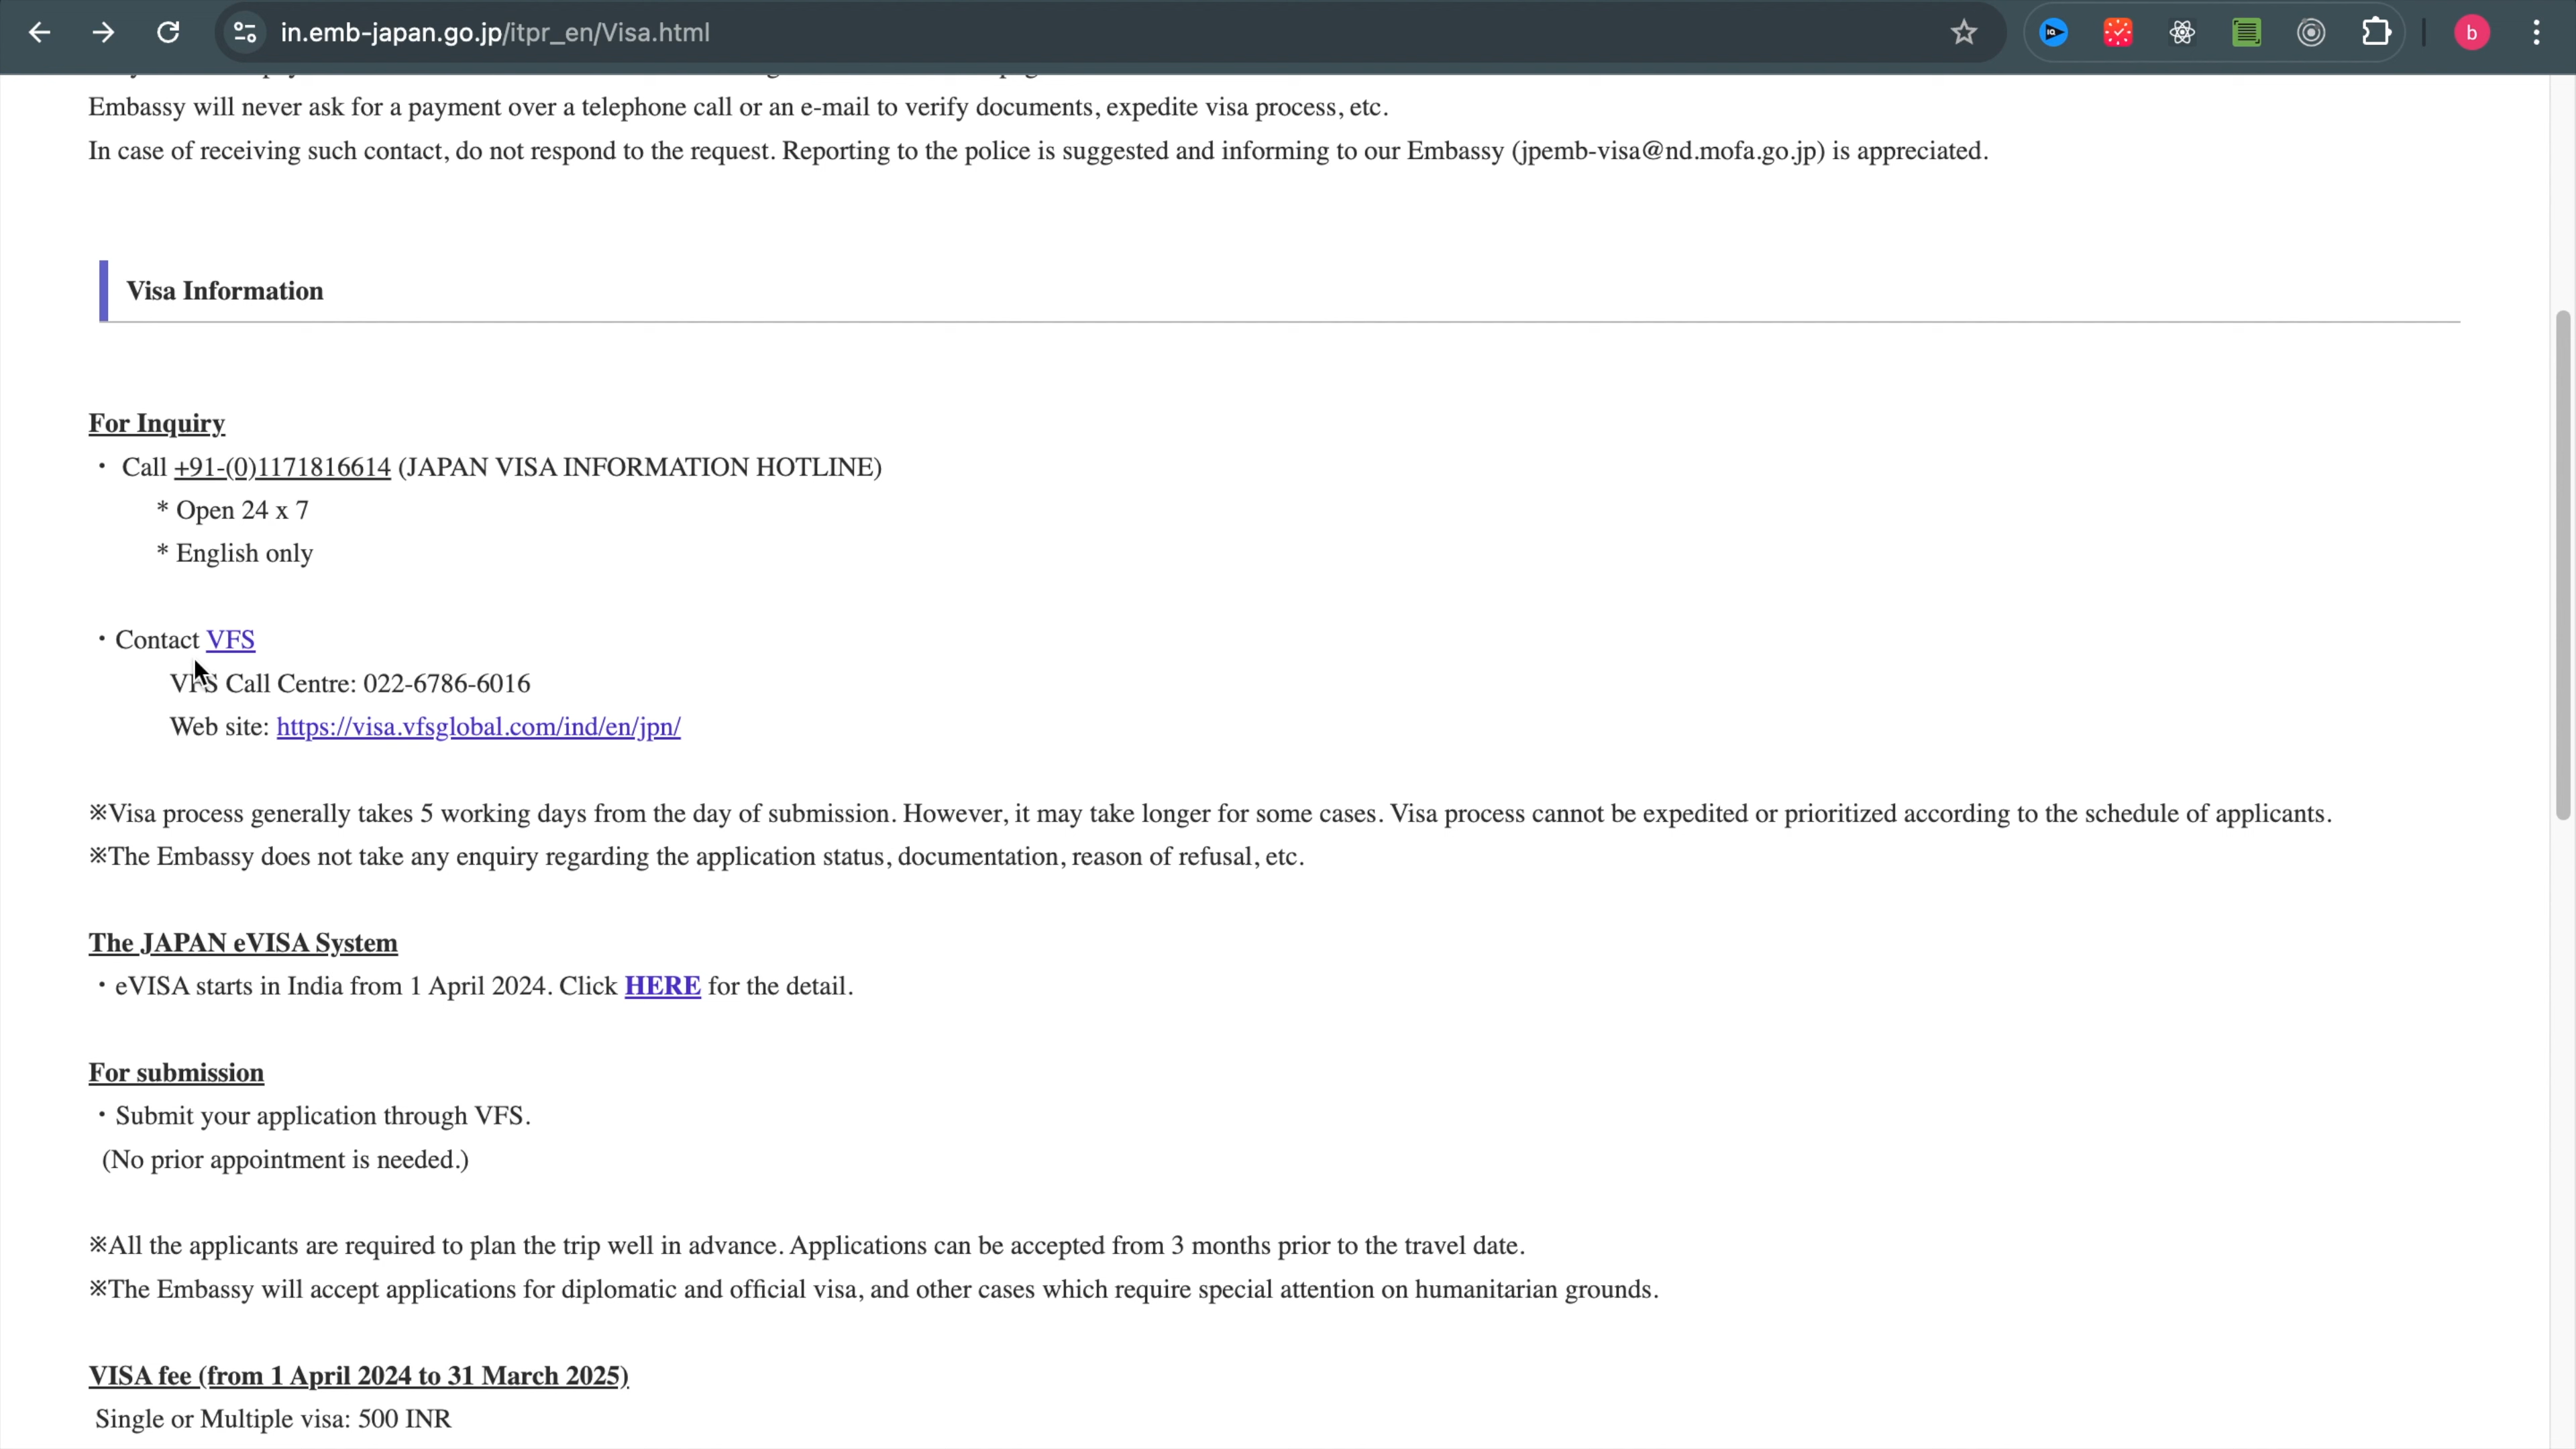 in.emb-japan.go.jp/itpr_en/Visa.html
b
Embassy will never ask for a payment over a telephone call or an e-mail to verify documents, expedite visa process, etc.
In case of receiving such contact, do not respond to the request. Reporting to the police is suggested and informing to our Embassy (jpemb-visa@nd.mofa.go.jp) is appreciated.
Visa Information
For Inquiry
・ Call +91-(0)1171816614 (JAPAN VISA INFORMATION HOTLINE)
* Open 24 x 7
* English only
・Contact VFS
VFS Call Centre: 022-6786-6016
Web site: https://visa.vfsglobal.com/ind/en/jpn/
※Visa process generally takes 5 working days from the day of submission. However, it may take longer for some cases. Visa process cannot be expedited or prioritized according to the schedule of applicants.
※The Embassy does not take any enquiry regarding the application status, documentation, reason of refusal, etc.
The JAPAN eVISA System
・eVISA starts in India from 1 April 2024. Click HERE for the detail.
For submission
・Submit your application through VFS.
(No prior appointment is needed.)
※All the applicants are required to plan the trip well in advance. Applications can be accepted from 3 months prior to the travel date.
※The Embassy will accept applications for diplomatic and official visa, and other cases which require special attention on humanitarian grounds.
VISA fee (from 1 April 2024 to 31 March 2025)
Single or Multiple visa: 500 INR